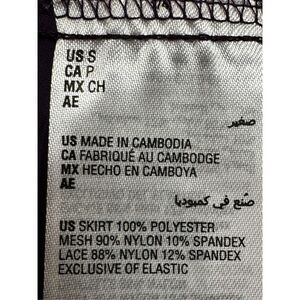 US S
CA P
MX CH
AE
صغير
US MADE IN CAMBODIA
CA FABRIQUÉ AU CAMBODGE
MX HECHO EN CAMBOYA
AE
صنع في كمبوديا
US SKIRT 100% POLYESTER
MESH 90% NYLON 10% SPANDEX
LACE 88% NYLON 12% SPANDEX
EXCLUSIVE OF ELASTIC